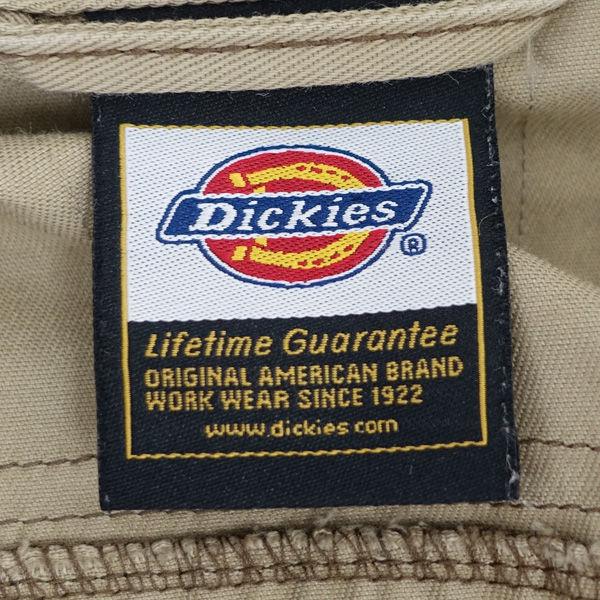 Dickies®
Lifetime Guarantee
ORIGINAL AMERICAN BRAND
WORK WEAR SINCE 1922
www.dickies.com